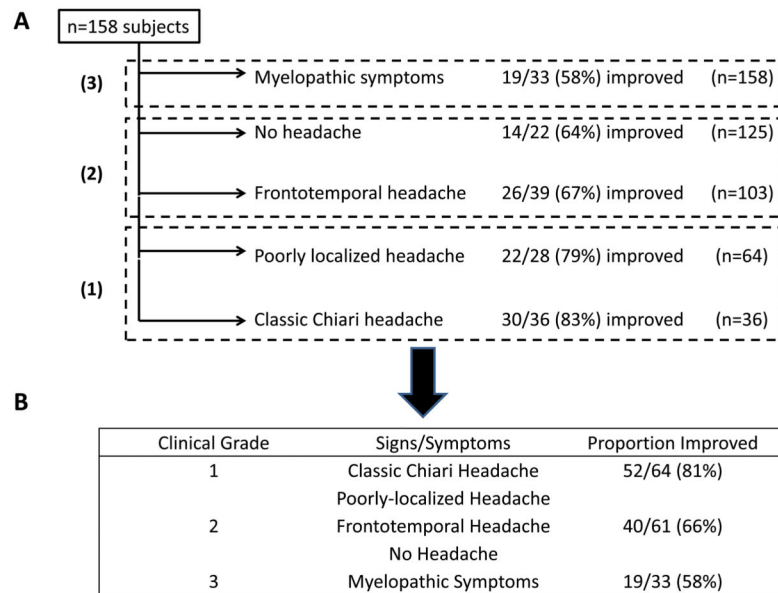 A
n=158 subjects
(3)
Myelopathic symptoms 19/33 (58%) improved (n=158)
No headache 14/22 (64%) improved (n=125)
(2)
Frontotemporal headache 26/39 (67%) improved (n=103)
Poorly localized headache 22/28 (79%) improved (n=64)
(1)
Classic Chiari headache 30/36 (83%) improved (n=36)
B
Clinical Grade Signs/Symptoms Proportion Improved
1 Classic Chiari Headache 52/64 (81%)
Poorly-localized Headache
2 Frontotemporal Headache 40/61 (66%)
No Headache
3 Myelopathic Symptoms 19/33 (58%)